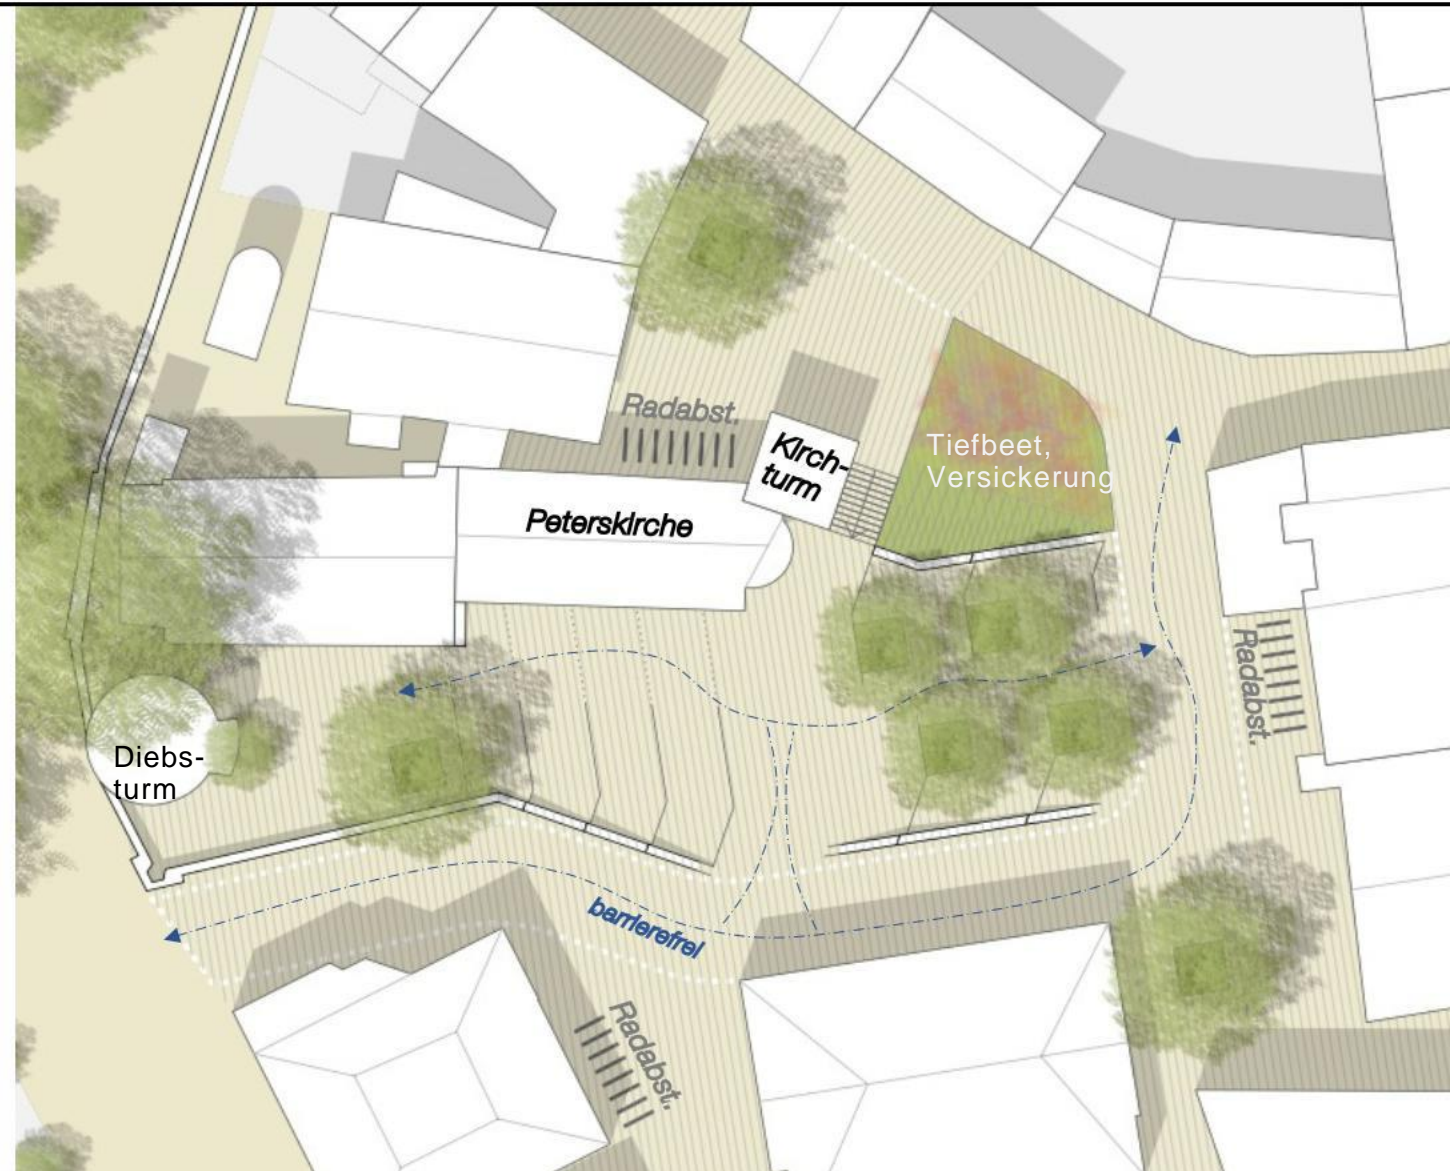 Radabst.
Kirch-
turm
Tiefbeet,
Versickerung
Peterskirche
Radabst.
Diebs-
turm
barrierefrei
Radabst.